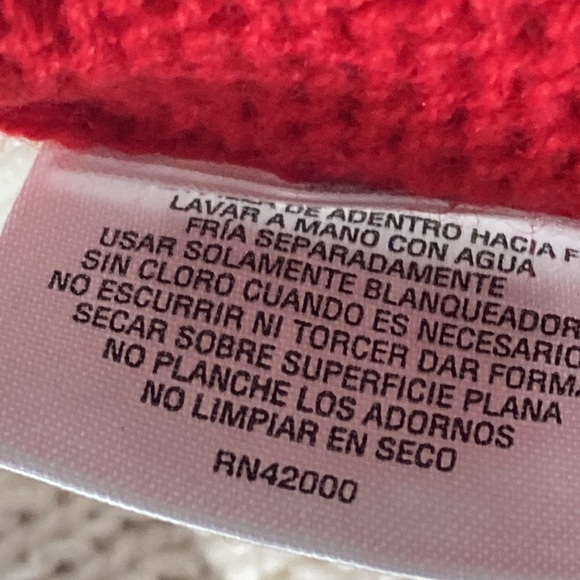 DE ADENTRO HACIA F
LAVAR A MANO CON AGUA
FRÍA SEPARADAMENTE
USAR SOLAMENTE BLANQUEADOR
SIN CLORO CUANDO ES NECESARIO
NO ESCURRIR NI TORCER DAR FORMA
SECAR SOBRE SUPERFICIE PLANA
NO PLANCHE LOS ADORNOS
NO LIMPIAR EN SECO
RN42000